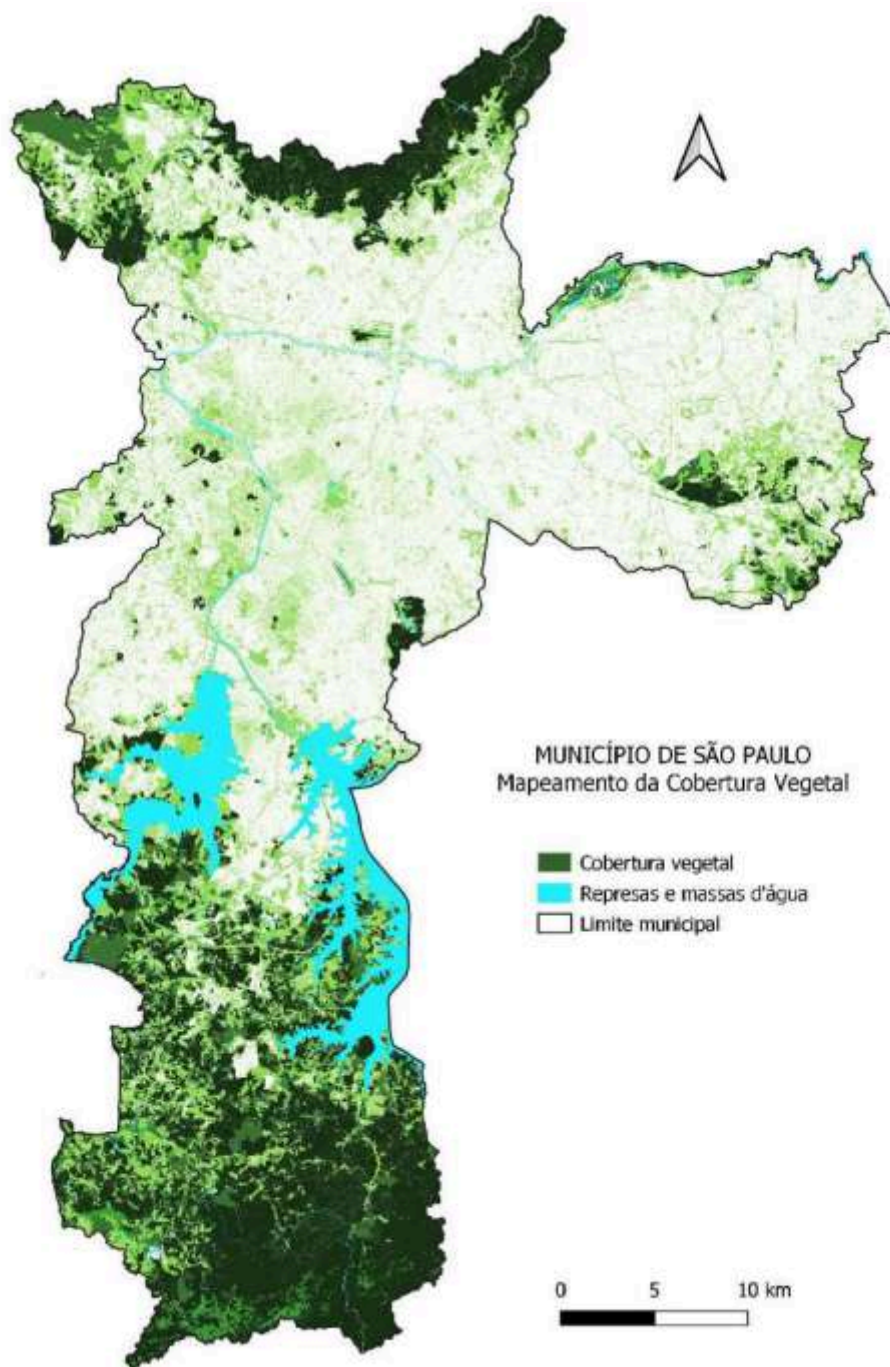 MUNICÍPIO DE SÃO PAULO
Mapeamento da Cobertura Vegetal
Cobertura vegetal
Represas e massas d'água
Limite municipal
0 5 10 km